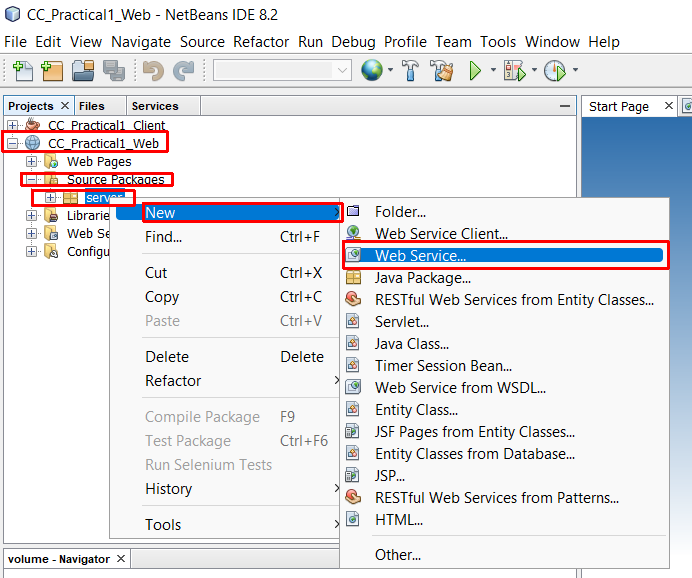 CC_Practical1_Web - NetBeans IDE 8.2
File Edit View Navigate Source Refactor Run Debug Profile Team Tools Window Help
Projects Files Services
Start Page
CC_Practical1_Client
CC_Practical1_Web
Web Pages
Source Packages
server
Librarie
Web Se
Configu
New
Find... Ctrl+F
Cut Ctrl+X
Copy Ctrl+C
Paste Ctrl+V
Delete Delete
Refactor
Compile Package F9
Test Package Ctrl+F6
Run Selenium Tests
History
Tools
Folder...
Web Service Client...
Web Service...
Java Package...
RESTful Web Services from Entity Classes...
Servlet...
Java Class...
Timer Session Bean...
Web Service from WSDL...
Entity Class...
JSF Pages from Entity Classes...
Entity Classes from Database...
JSP...
RESTful Web Services from Patterns...
HTML...
Other...
volume - Navigator